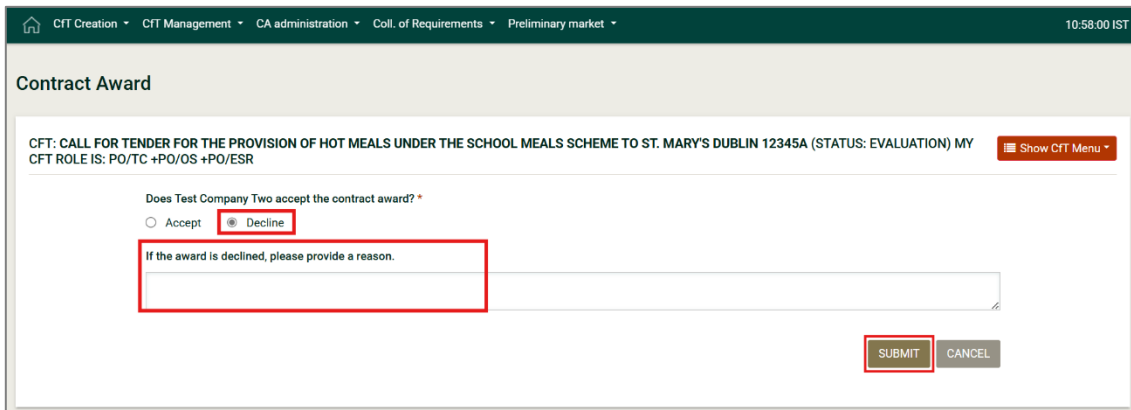 CfT Creation CfT Management CA administration Coll. of Requirements Preliminary market 10:58:00 IST
Contract Award
CFT: CALL FOR TENDER FOR THE PROVISION OF HOT MEALS UNDER THE SCHOOL MEALS SCHEME TO ST. MARY'S DUBLIN 12345A (STATUS: EVALUATION) MY
CFT ROLE IS: PO/TC +PO/OS +PO/ESR
Show CfT Menu
Does Test Company Two accept the contract award? *
Accept Decline
If the award is declined, please provide a reason.
SUBMIT CANCEL